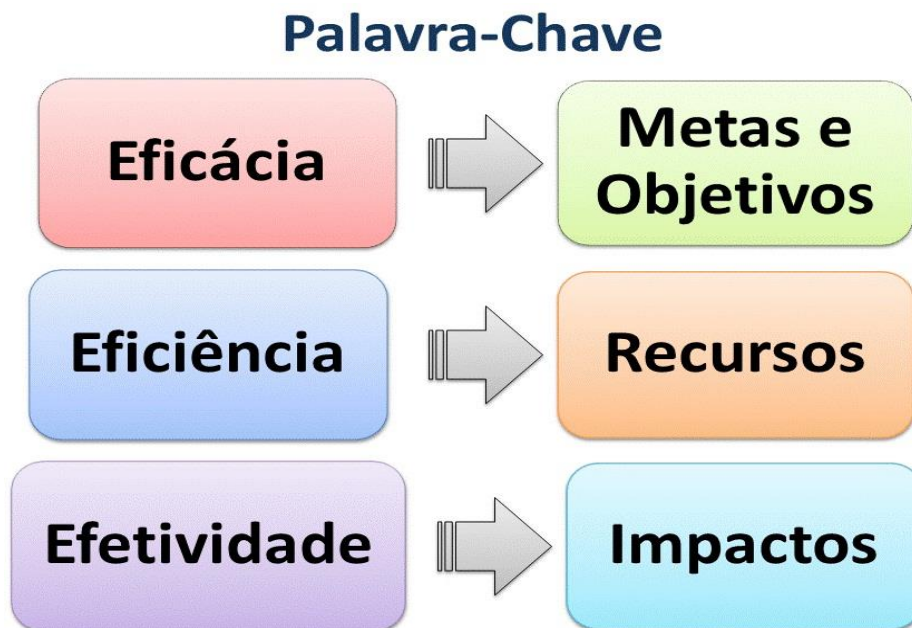 Palavra-Chave
Eficácia
Metas e
Objetivos
Eficiência
Recursos
Efetividade
Impactos